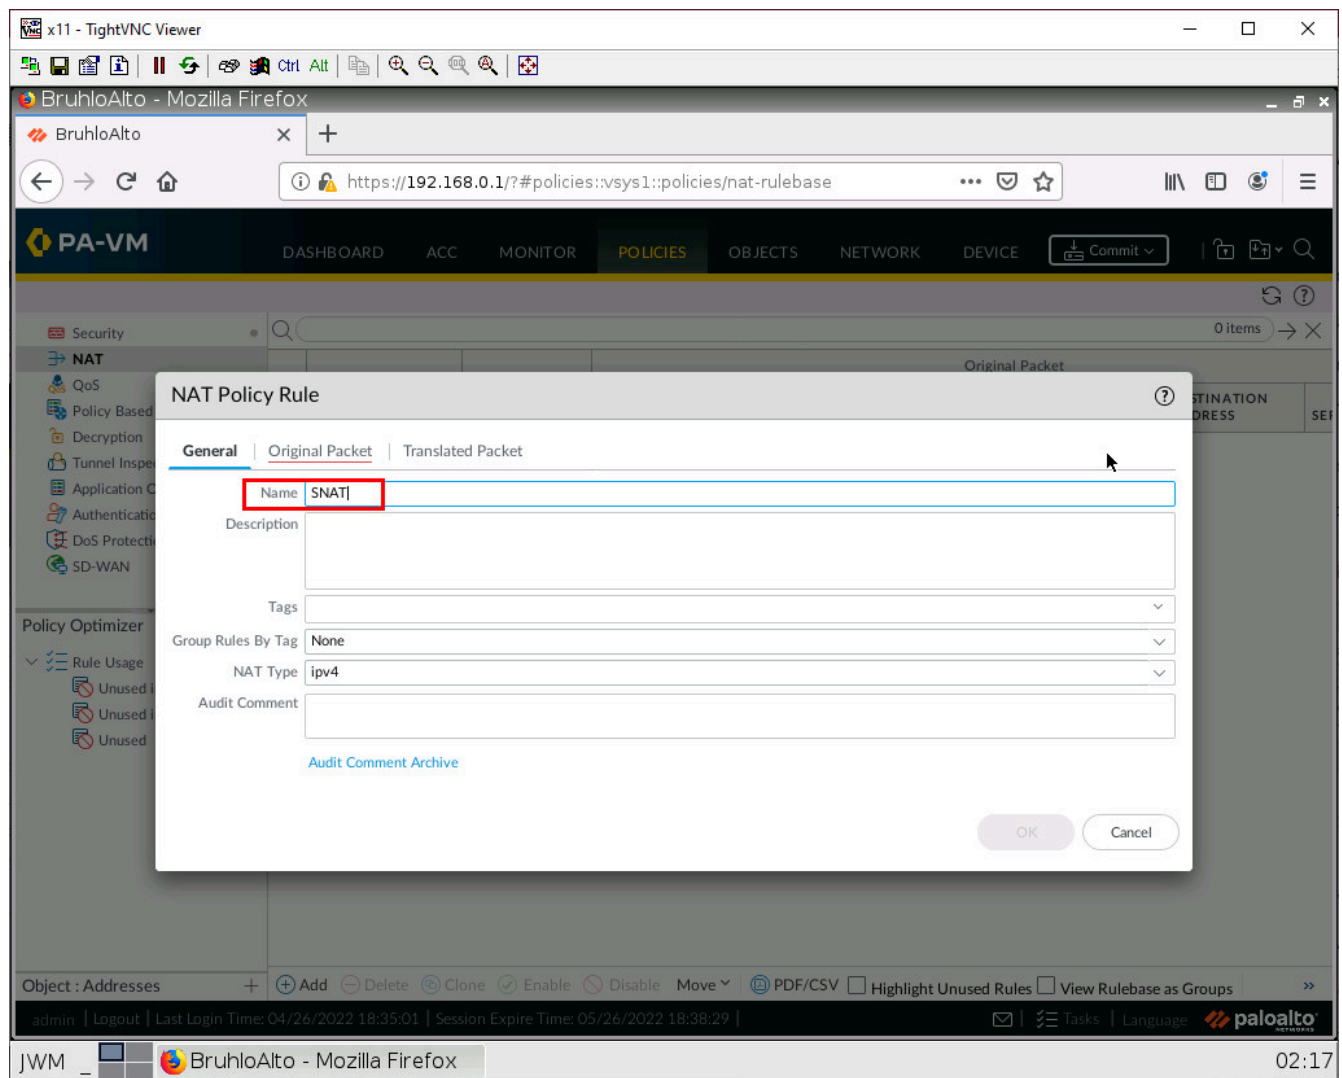 x11 - TightVNC Viewer
Ctrl Alt
BruhloAlto - Mozilla Firefox
BruhloAlto
https://192.168.0.1/?#policies::vsys1::policies/nat-rulebase
PA-VM
DASHBOARD ACC MONITOR POLICIES OBJECTS NETWORK DEVICE Commit
Security
0 items
NAT
Original Packet
QoS
Policy Based
Decryption
Tunnel Inspe
Application C
Authenticatio
DoS Protecti
SD-WAN
NAT Policy Rule
General Original Packet Translated Packet
Name SNAT
Description
Tags
Group Rules By Tag None
NAT Type ipv4
Audit Comment
Audit Comment Archive
OK Cancel
STINATION
DRESS
SER
Policy Optimizer
Rule Usage
Unused i
Unused i
Unused
Object : Addresses +
Add Delete Clone Enable Disable Move PDF/CSV Highlight Unused Rules View Rulebase as Groups »
admin | Logout | Last Login Time: 04/26/2022 18:35:01 | Session Expire Time: 05/26/2022 18:38:29 |
Tasks | Language paloalto
NETWORKS
JWM _ BruhloAlto - Mozilla Firefox 02:17